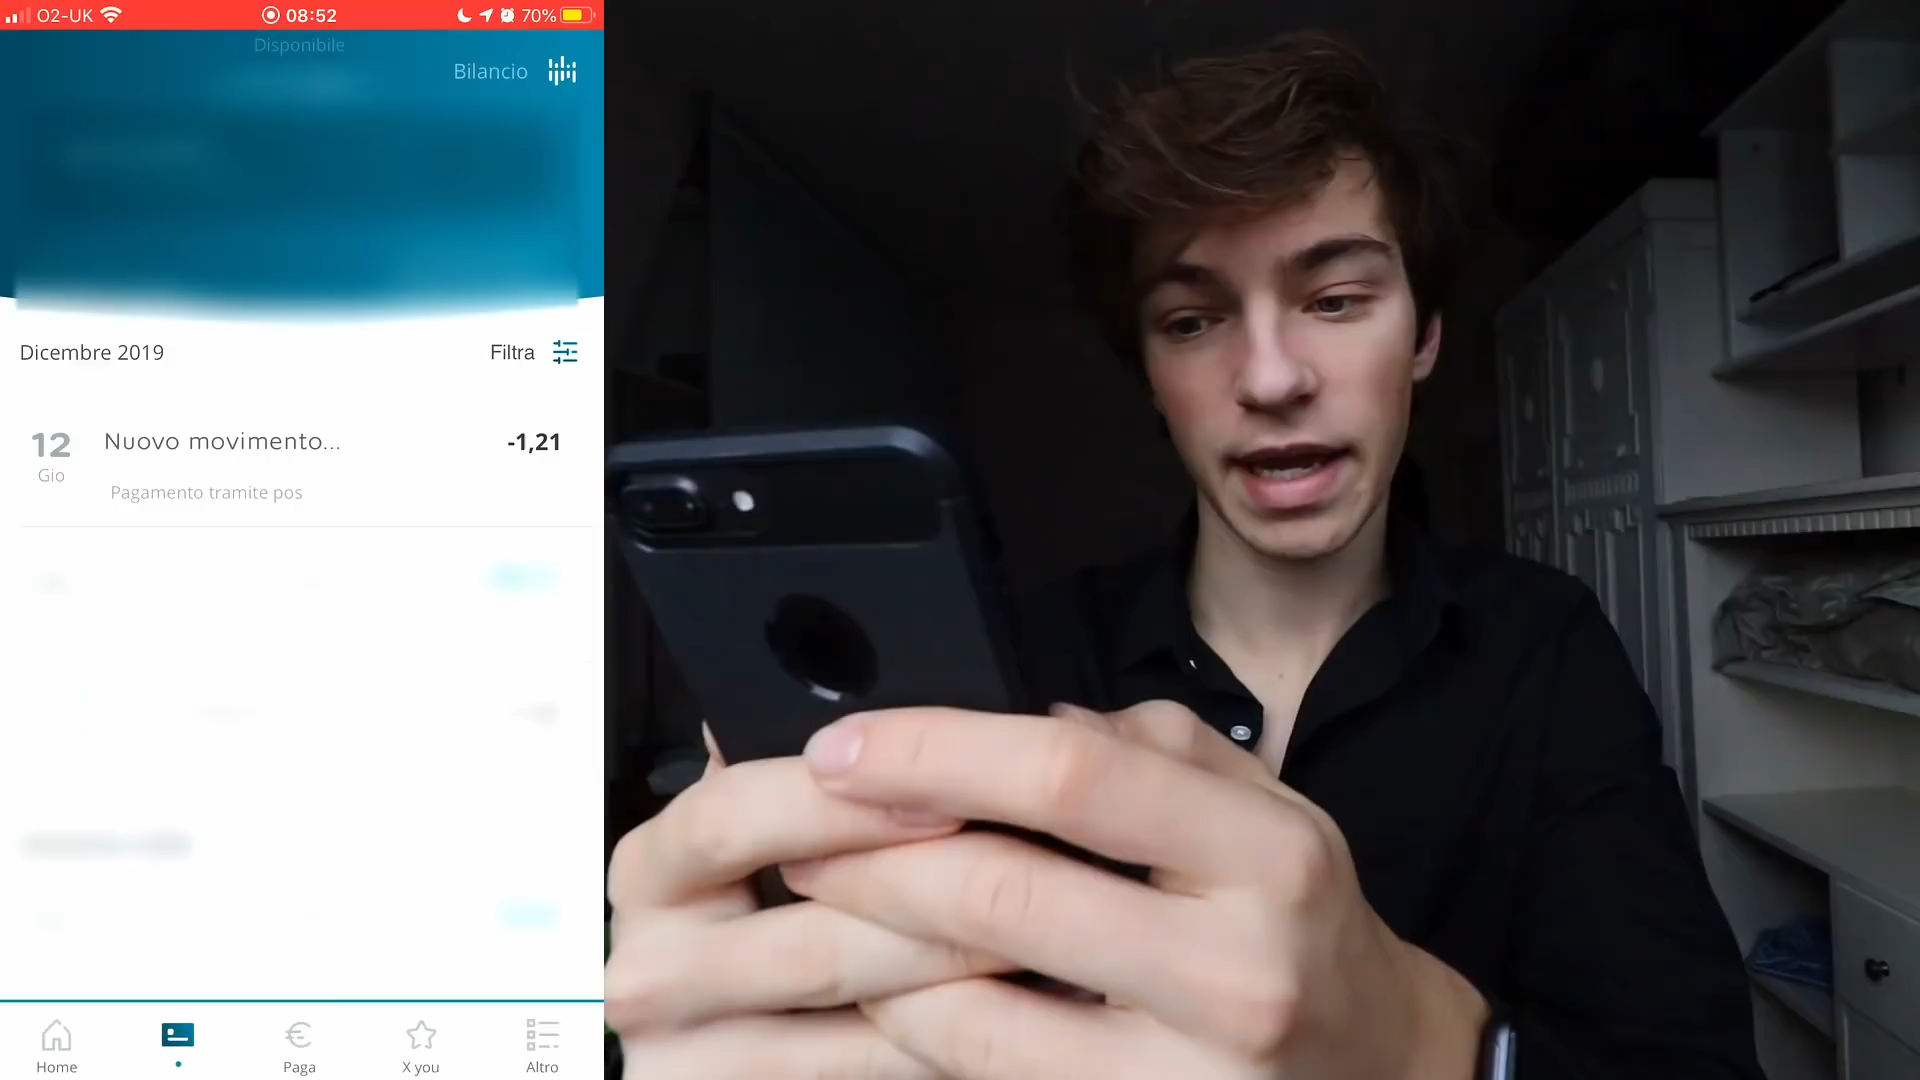 O2-UK 08:52 70%
Disponibile
Bilancio
Dicembre 2019 Filtra
12 Nuovo movimento... -1,21
Gio
Pagamento tramite pos
Home Paga X you Altro